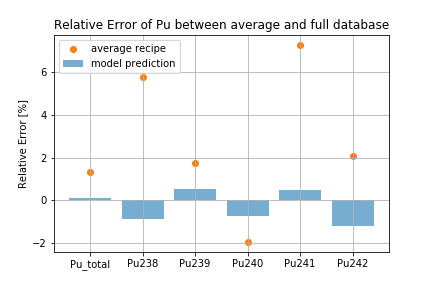 Relative Error of Pu between average and full database
average recipe
model prediction
Relative Error [%]
6
4
2
0
−2
Pu_total Pu238 Pu239 Pu240 Pu241 Pu242